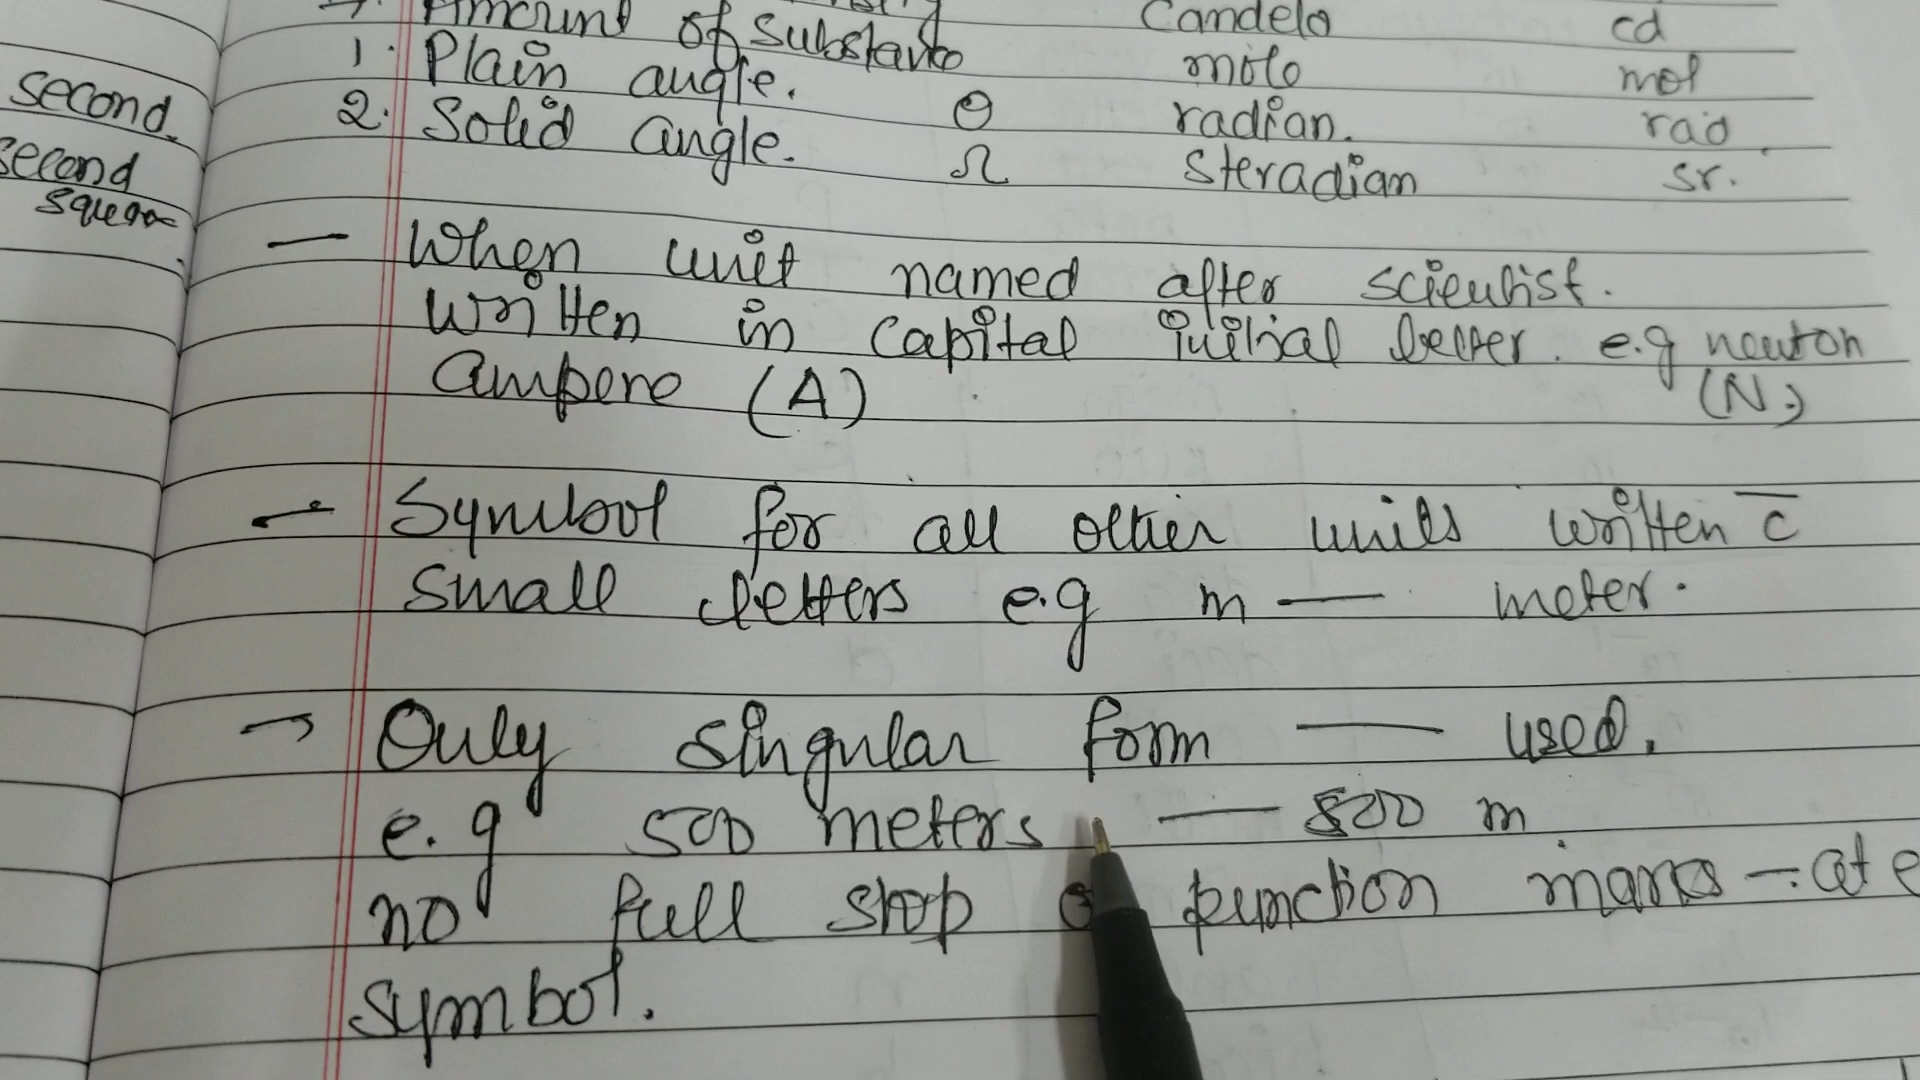 7. Amount of Substance Candela cd
1. Plain angle. mole mol
2. Solid angle. θ radian. rad
Ω Steradian sr.
second.
second
square
— When unit named after scientist.
Written in capital initial letter. e.g newton
Ampere (A) (N)
— Symbol for all other units written c̅
small letters e.g m — meter.
→ Only singular form — used.
e.g 500 meters — 500 m
no full stop punction marks — at
symbol.